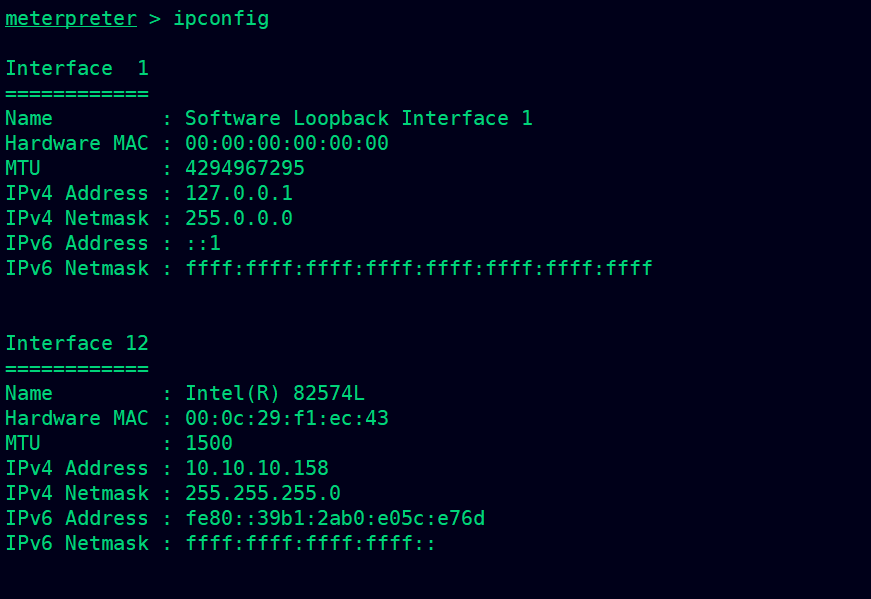 meterpreter > ipconfig
Interface  1
============
Name         : Software Loopback Interface 1
Hardware MAC : 00:00:00:00:00:00
MTU          : 4294967295
IPv4 Address : 127.0.0.1
IPv4 Netmask : 255.0.0.0
IPv6 Address : ::1
IPv6 Netmask : ffff:ffff:ffff:ffff:ffff:ffff:ffff:ffff
Interface 12
============
Name         : Intel(R) 82574L
Hardware MAC : 00:0c:29:f1:ec:43
MTU          : 1500
IPv4 Address : 10.10.10.158
IPv4 Netmask : 255.255.255.0
IPv6 Address : fe80::39b1:2ab0:e05c:e76d
IPv6 Netmask : ffff:ffff:ffff:ffff::